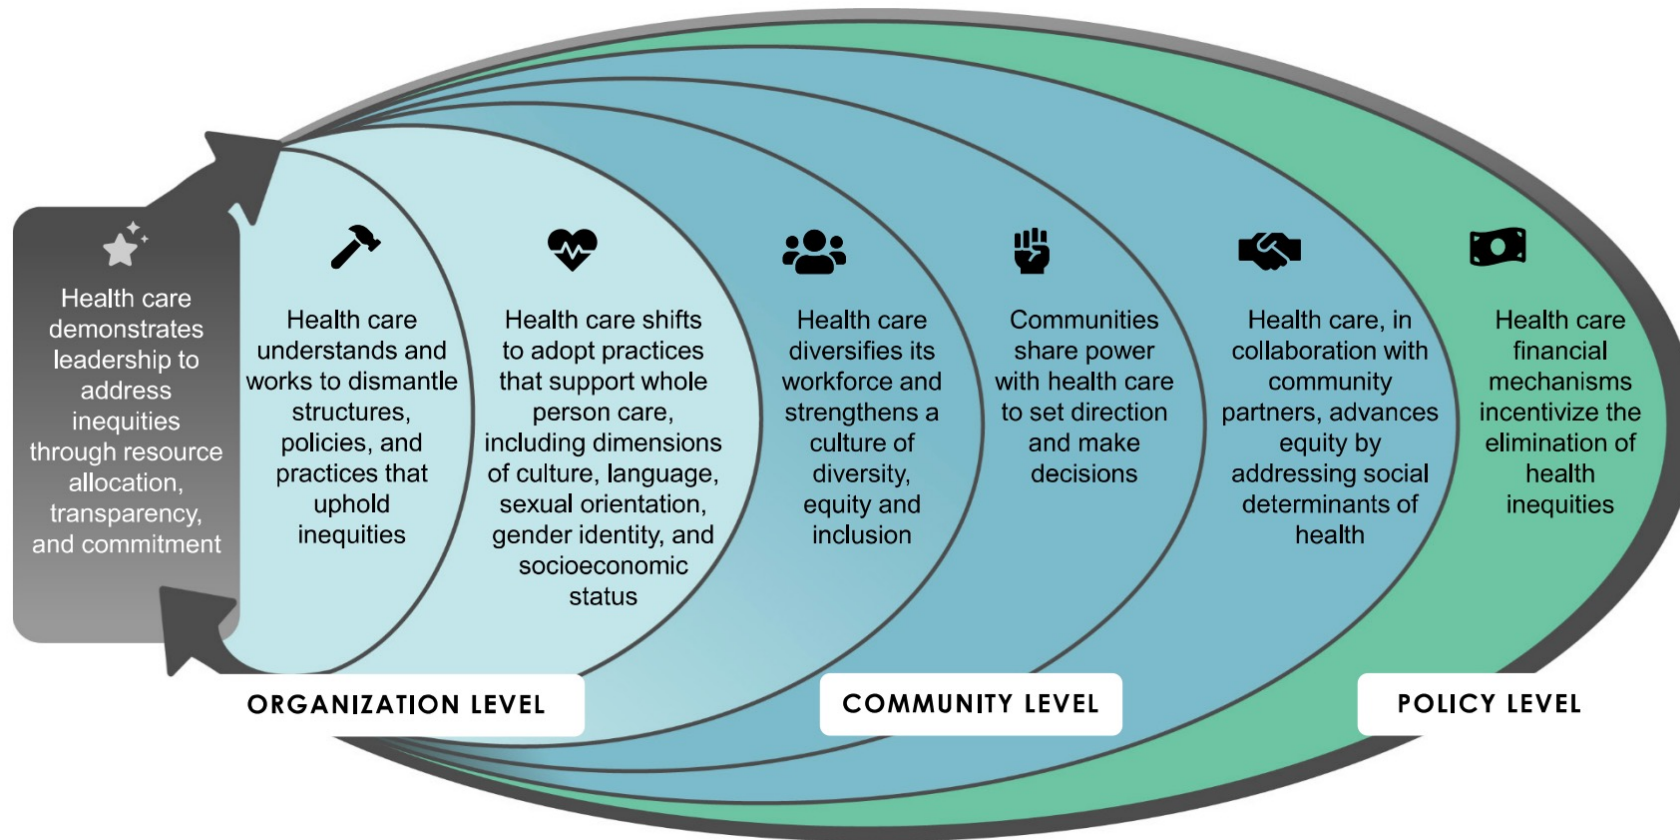 Health care
demonstrates
leadership to
address
inequities
through resource
allocation,
transparency,
and commitment
Health care
understands and
works to dismantle
structures,
policies, and
practices that
uphold
inequities
Health care shifts
to adopt practices
that support whole
person care,
including dimensions
of culture, language,
sexual orientation,
gender identity, and
socioeconomic
status
Health care
diversifies its
workforce and
strengthens a
culture of
diversity,
equity and
inclusion
Communities
share power
with health care
to set direction
and make
decisions
Health care, in
collaboration with
community
partners, advances
equity by
addressing social
determinants of
health
Health care
financial
mechanisms
incentivize the
elimination of
health
inequities
ORGANIZATION LEVEL
COMMUNITY LEVEL
POLICY LEVEL